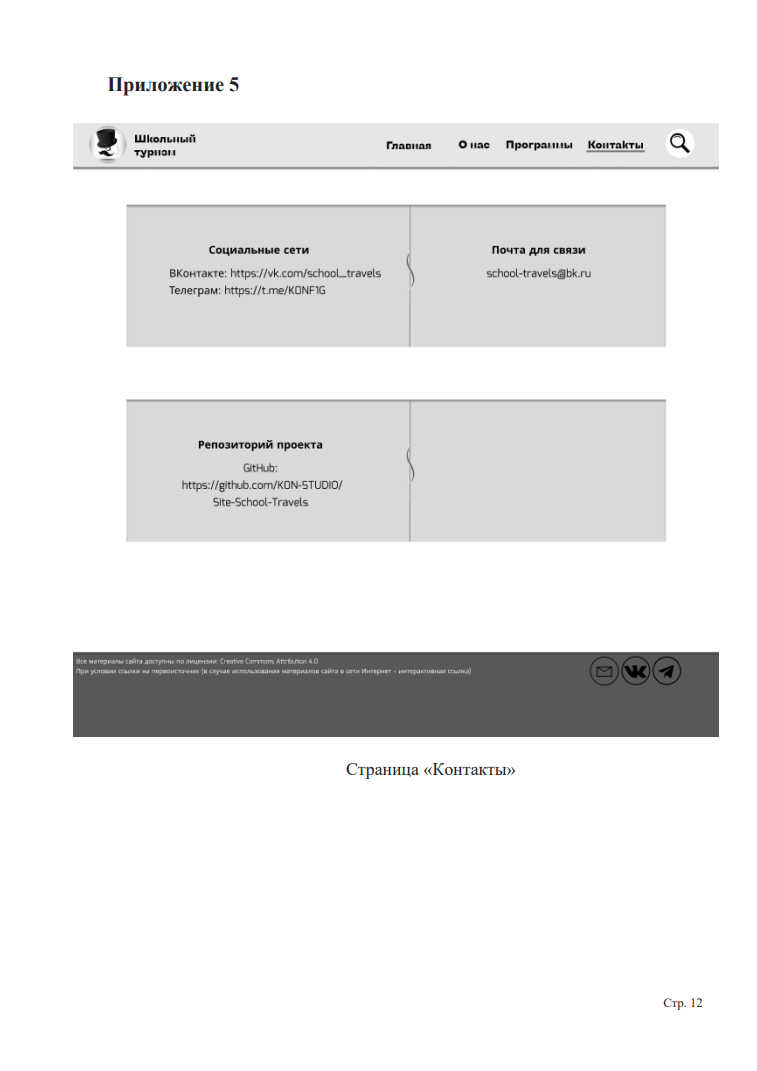 Приложение 5
Школьный
туризм
Главная
О нас
Программы
Контакты
Социальные сети
ВКонтакте: https://vk.com/school_travels
Телеграм: https://t.me/K0NF1G
Почта для связи
school-travels@bk.ru
Репозиторий проекта
GitHub:
https://github.com/K0N-STUDIO/
Site-School-Travels
Все материалы сайта доступны по лицензии: Creative Commons Attribution 4.0
При условии ссылки на первоисточник (в случае использования материалов сайта в сети Интернет – интерактивная ссылка)
Страница «Контакты»
Стр. 12